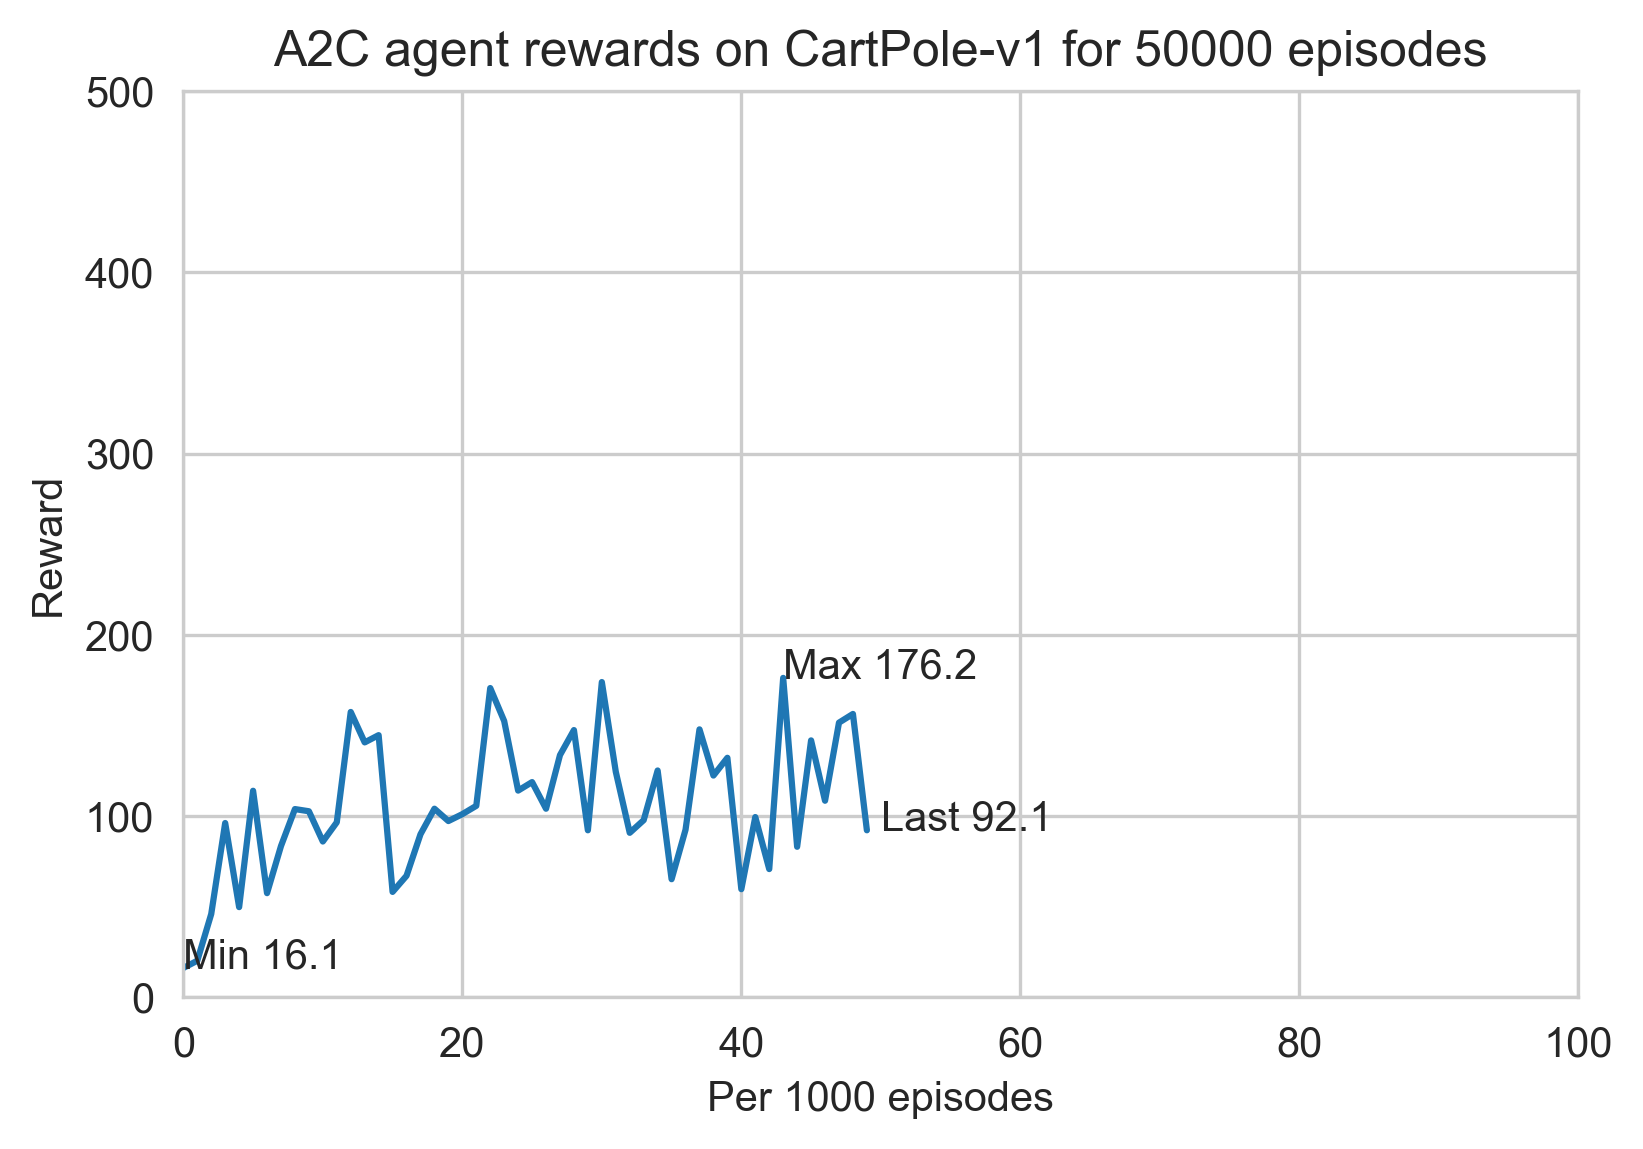 A2C agent rewards on CartPole-v1 for 50000 episodes
500
400
300
200
100
0
Reward
Max 176.2
Last 92.1
Min 16.1
0 20 40 60 80 100
Per 1000 episodes